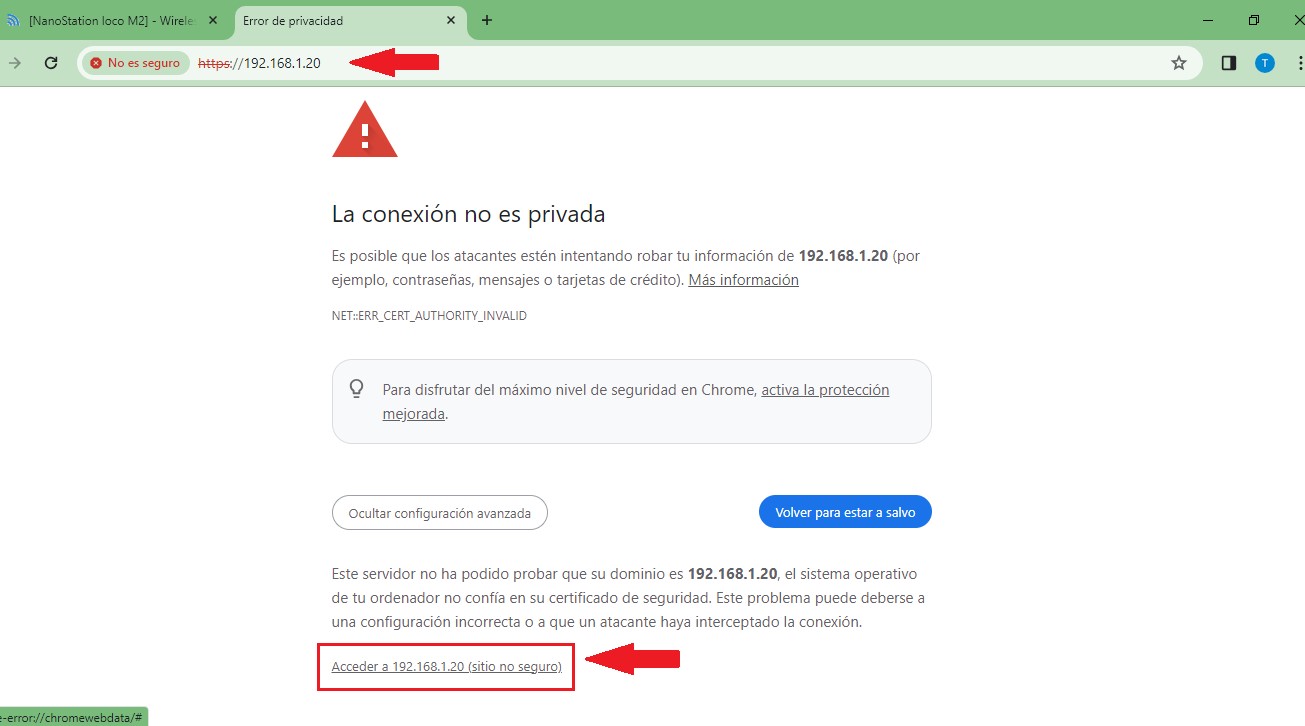 [NanoStation loco M2] - Wirele
Error de privacidad
No es seguro
https://192.168.1.20
T
La conexión no es privada
Es posible que los atacantes estén intentando robar tu información de 192.168.1.20 (por
ejemplo, contraseñas, mensajes o tarjetas de crédito). Más información
NET::ERR_CERT_AUTHORITY_INVALID
Para disfrutar del máximo nivel de seguridad en Chrome, activa la protección
mejorada.
Ocultar configuración avanzada
Volver para estar a salvo
Este servidor no ha podido probar que su dominio es 192.168.1.20, el sistema operativo
de tu ordenador no confía en su certificado de seguridad. Este problema puede deberse a
una configuración incorrecta o a que un atacante haya interceptado la conexión.
Acceder a 192.168.1.20 (sitio no seguro)
e-error://chromewebdata/#